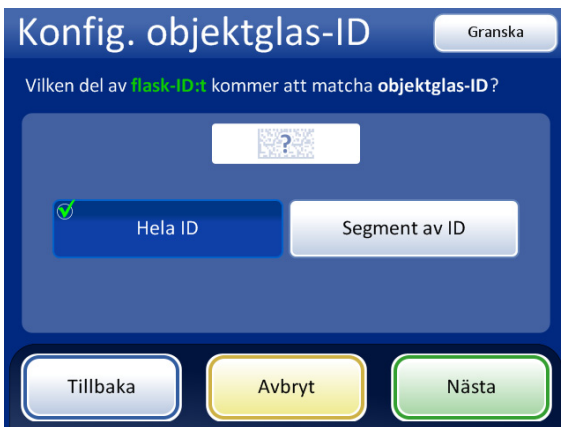 Konfig. objektglas-ID
Granska
Vilken del av flask-ID:t kommer att matcha objektglas-ID?
?
Hela ID
Segment av ID
Tillbaka
Avbryt
Nästa